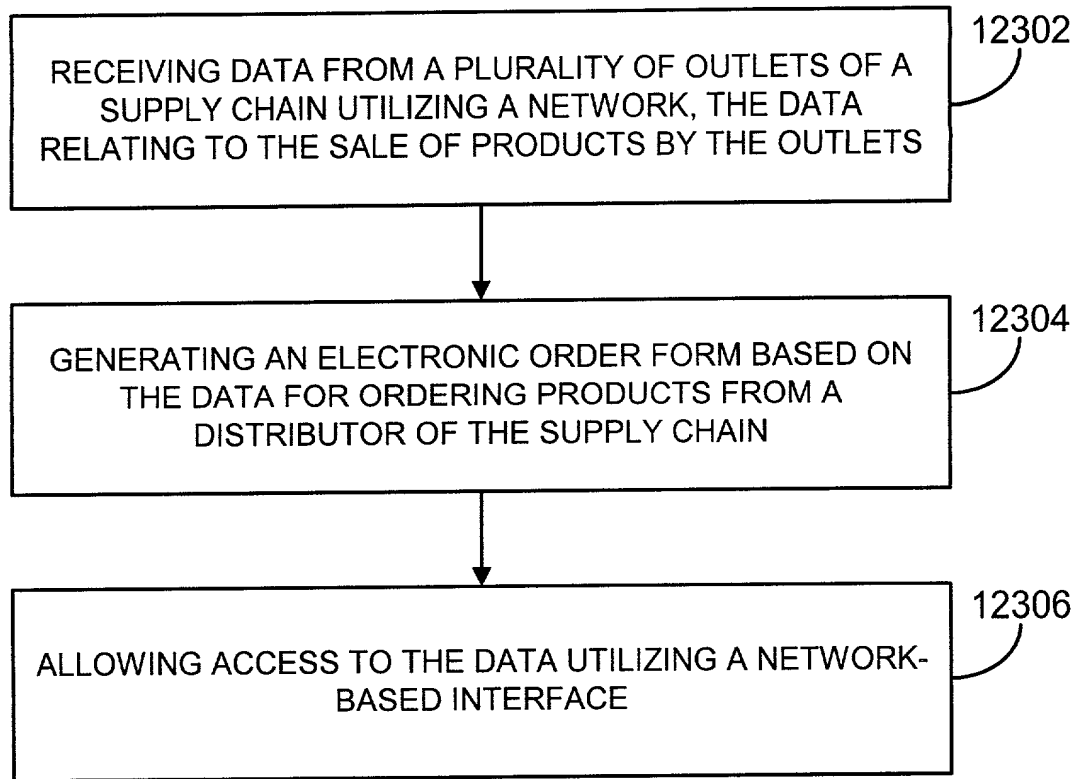 12302
RECEIVING DATA FROM A PLURALITY OF OUTLETS OF A
SUPPLY CHAIN UTILIZING A NETWORK, THE DATA
RELATING TO THE SALE OF PRODUCTS BY THE OUTLETS
12304
GENERATING AN ELECTRONIC ORDER FORM BASED ON
THE DATA FOR ORDERING PRODUCTS FROM A
DISTRIBUTOR OF THE SUPPLY CHAIN
12306
ALLOWING ACCESS TO THE DATA UTILIZING A NETWORK-
BASED INTERFACE